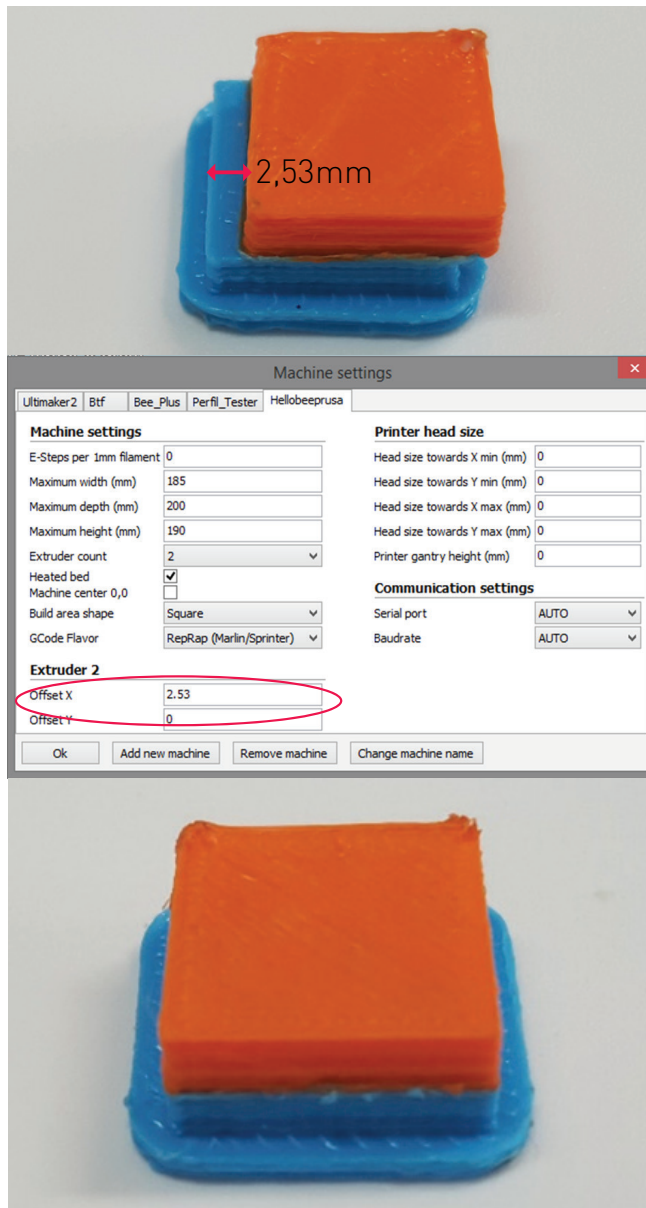 2,53mm
Machine settings
x
Ultimaker2 Btf Bee_Plus Perfil_Tester Hellobeeprusa
Machine settings
E-Steps per 1mm filament 0
Maximum width (mm) 185
Maximum depth (mm) 200
Maximum height (mm) 190
Extruder count 2
Heated bed
Machine center 0,0
Build area shape Square
GCode Flavor RepRap (Marlin/Sprinter)
Extruder 2
Offset X 2.53
Offset Y 0
Printer head size
Head size towards X min (mm) 0
Head size towards Y min (mm) 0
Head size towards X max (mm) 0
Head size towards Y max (mm) 0
Printer gantry height (mm) 0
Communication settings
Serial port AUTO
Baudrate AUTO
Ok Add new machine Remove machine Change machine name